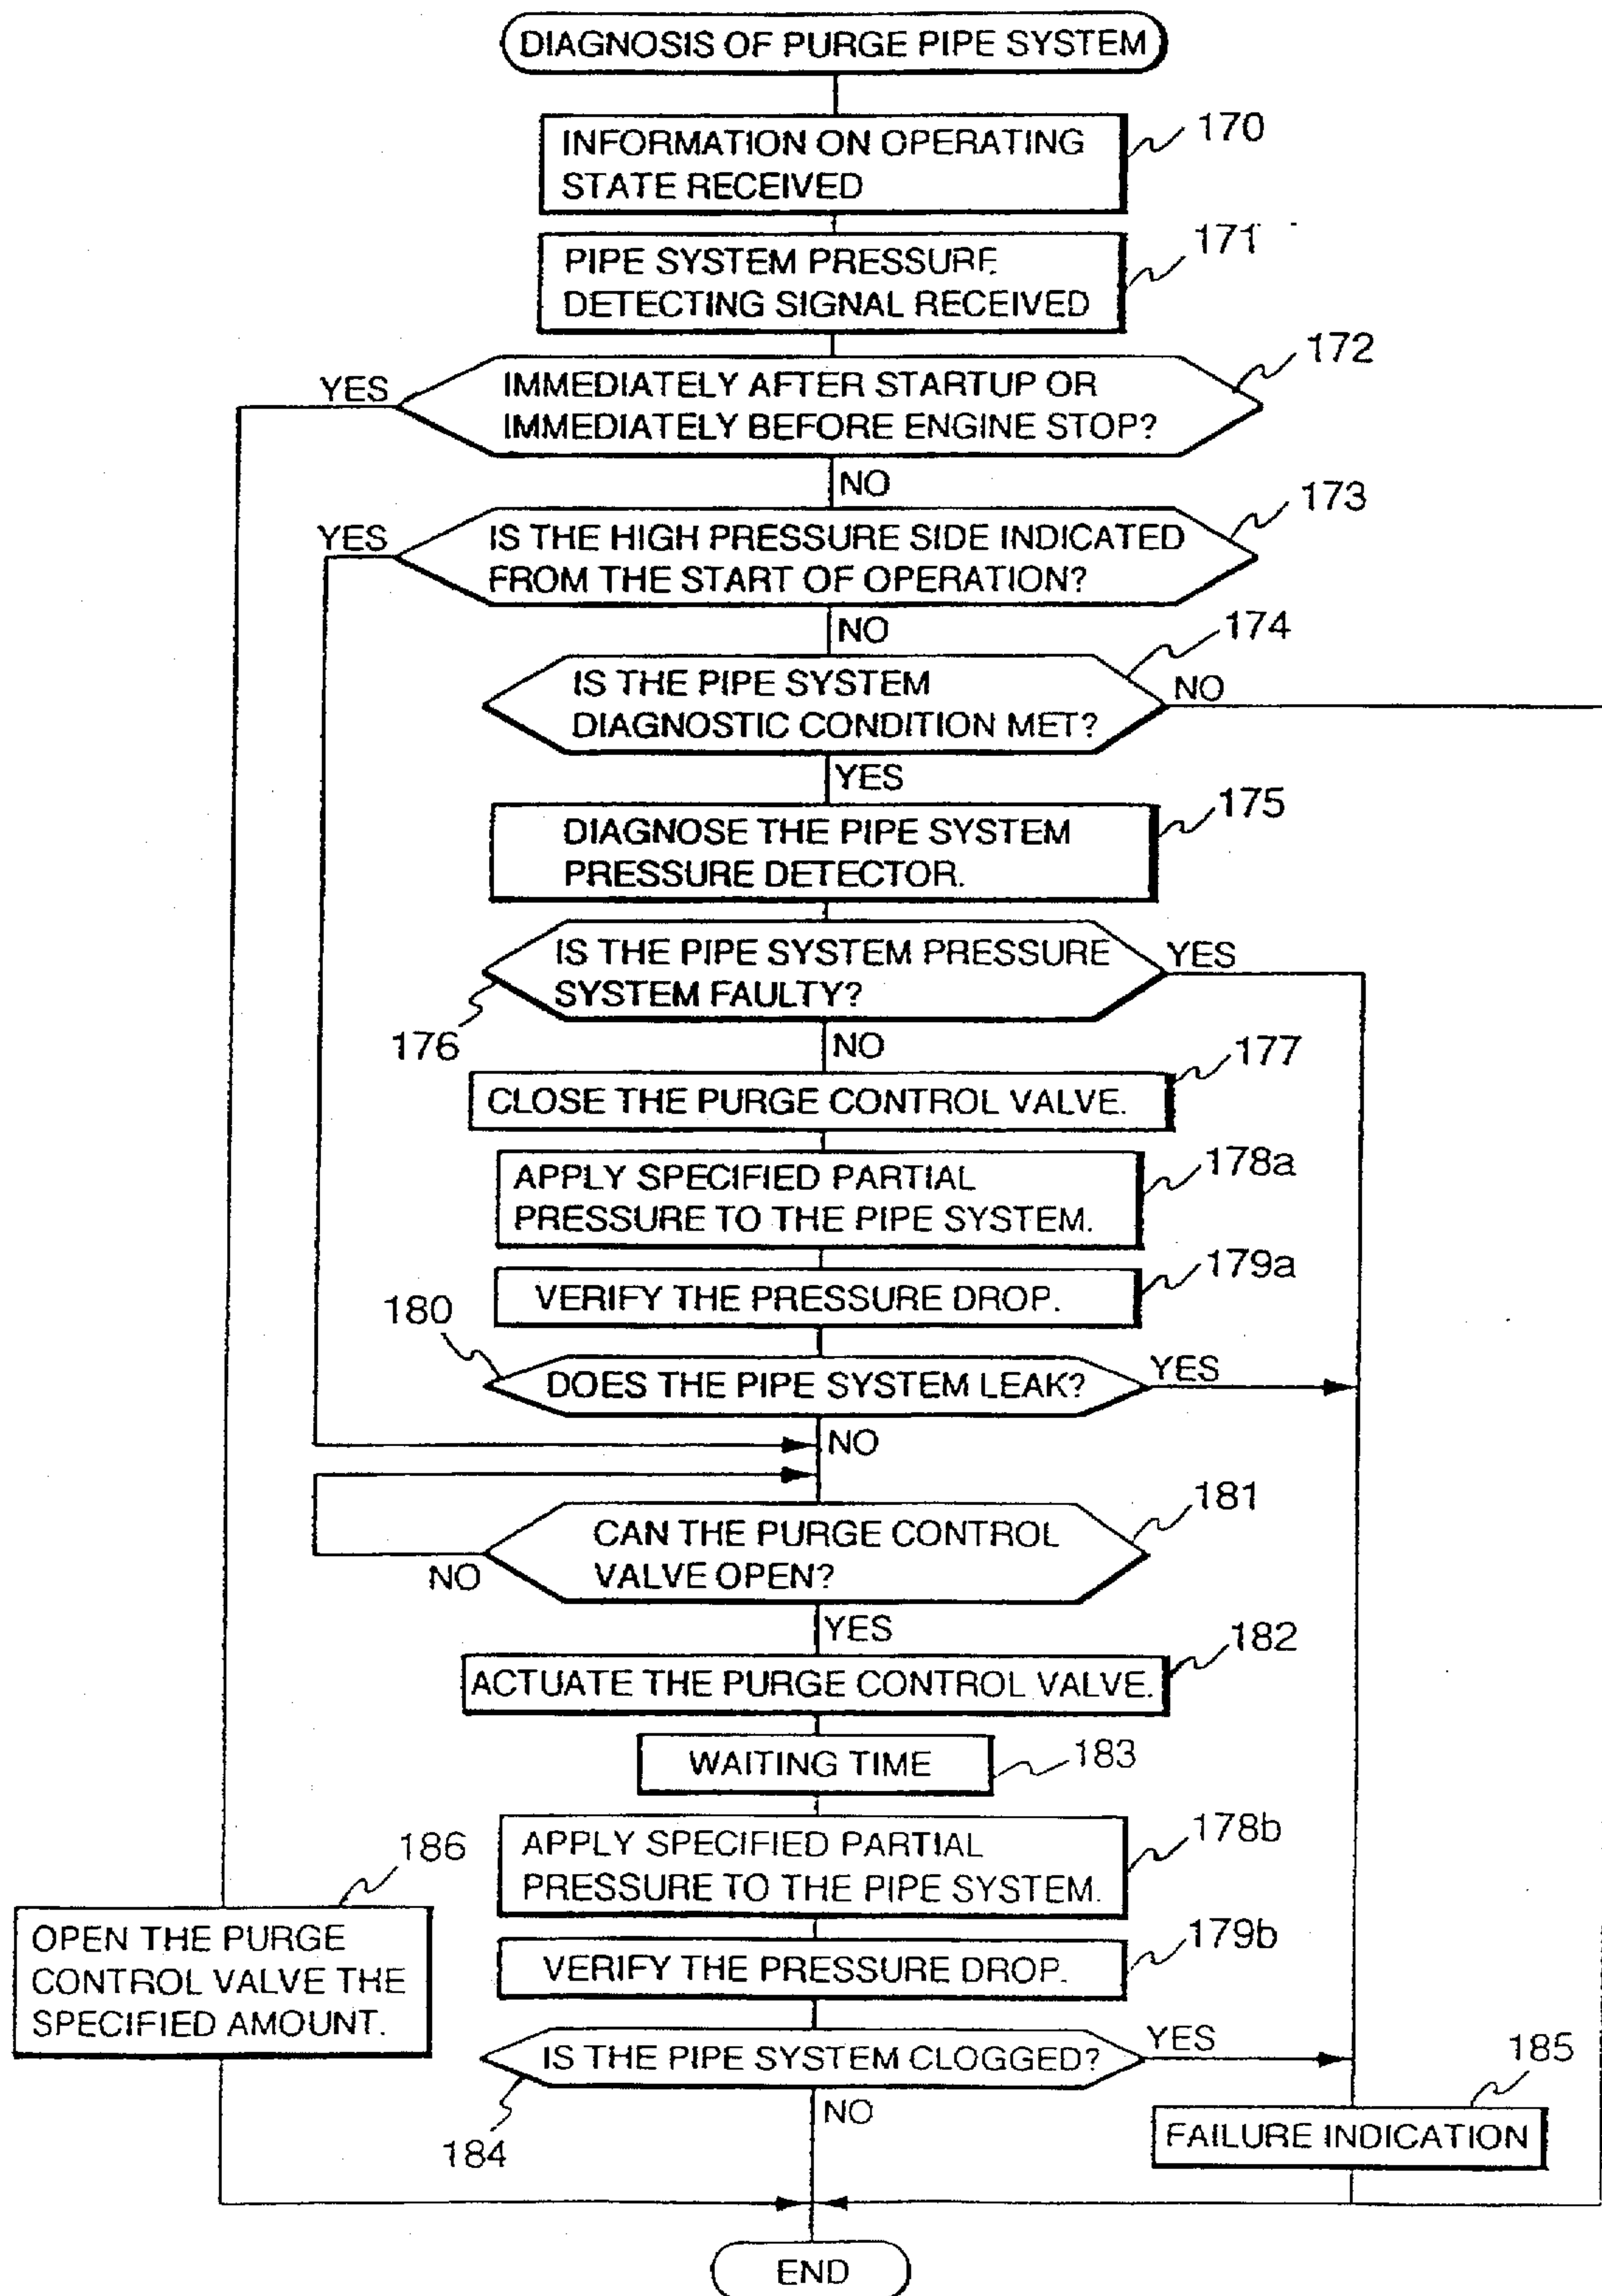 DIAGNOSIS OF PURGE PIPE SYSTEM
INFORMATION ON OPERATING
STATE RECEIVED
170
PIPE SYSTEM PRESSURE
DETECTING SIGNAL RECEIVED
171
IMMEDIATELY AFTER STARTUP OR
IMMEDIATELY BEFORE ENGINE STOP?
172
YES
NO
IS THE HIGH PRESSURE SIDE INDICATED
FROM THE START OF OPERATION?
173
YES
NO
IS THE PIPE SYSTEM
DIAGNOSTIC CONDITION MET?
174
NO
YES
DIAGNOSE THE PIPE SYSTEM
PRESSURE DETECTOR.
175
IS THE PIPE SYSTEM PRESSURE
SYSTEM FAULTY?
176
YES
NO
CLOSE THE PURGE CONTROL VALVE.
177
APPLY SPECIFIED PARTIAL
PRESSURE TO THE PIPE SYSTEM.
178a
VERIFY THE PRESSURE DROP.
179a
180
DOES THE PIPE SYSTEM LEAK?
YES
NO
CAN THE PURGE CONTROL
VALVE OPEN?
181
NO
YES
ACTUATE THE PURGE CONTROL VALVE.
182
WAITING TIME
183
APPLY SPECIFIED PARTIAL
PRESSURE TO THE PIPE SYSTEM.
178b
186
OPEN THE PURGE
CONTROL VALVE THE
SPECIFIED AMOUNT.
VERIFY THE PRESSURE DROP.
179b
IS THE PIPE SYSTEM CLOGGED?
YES
184
NO
185
FAILURE INDICATION
END